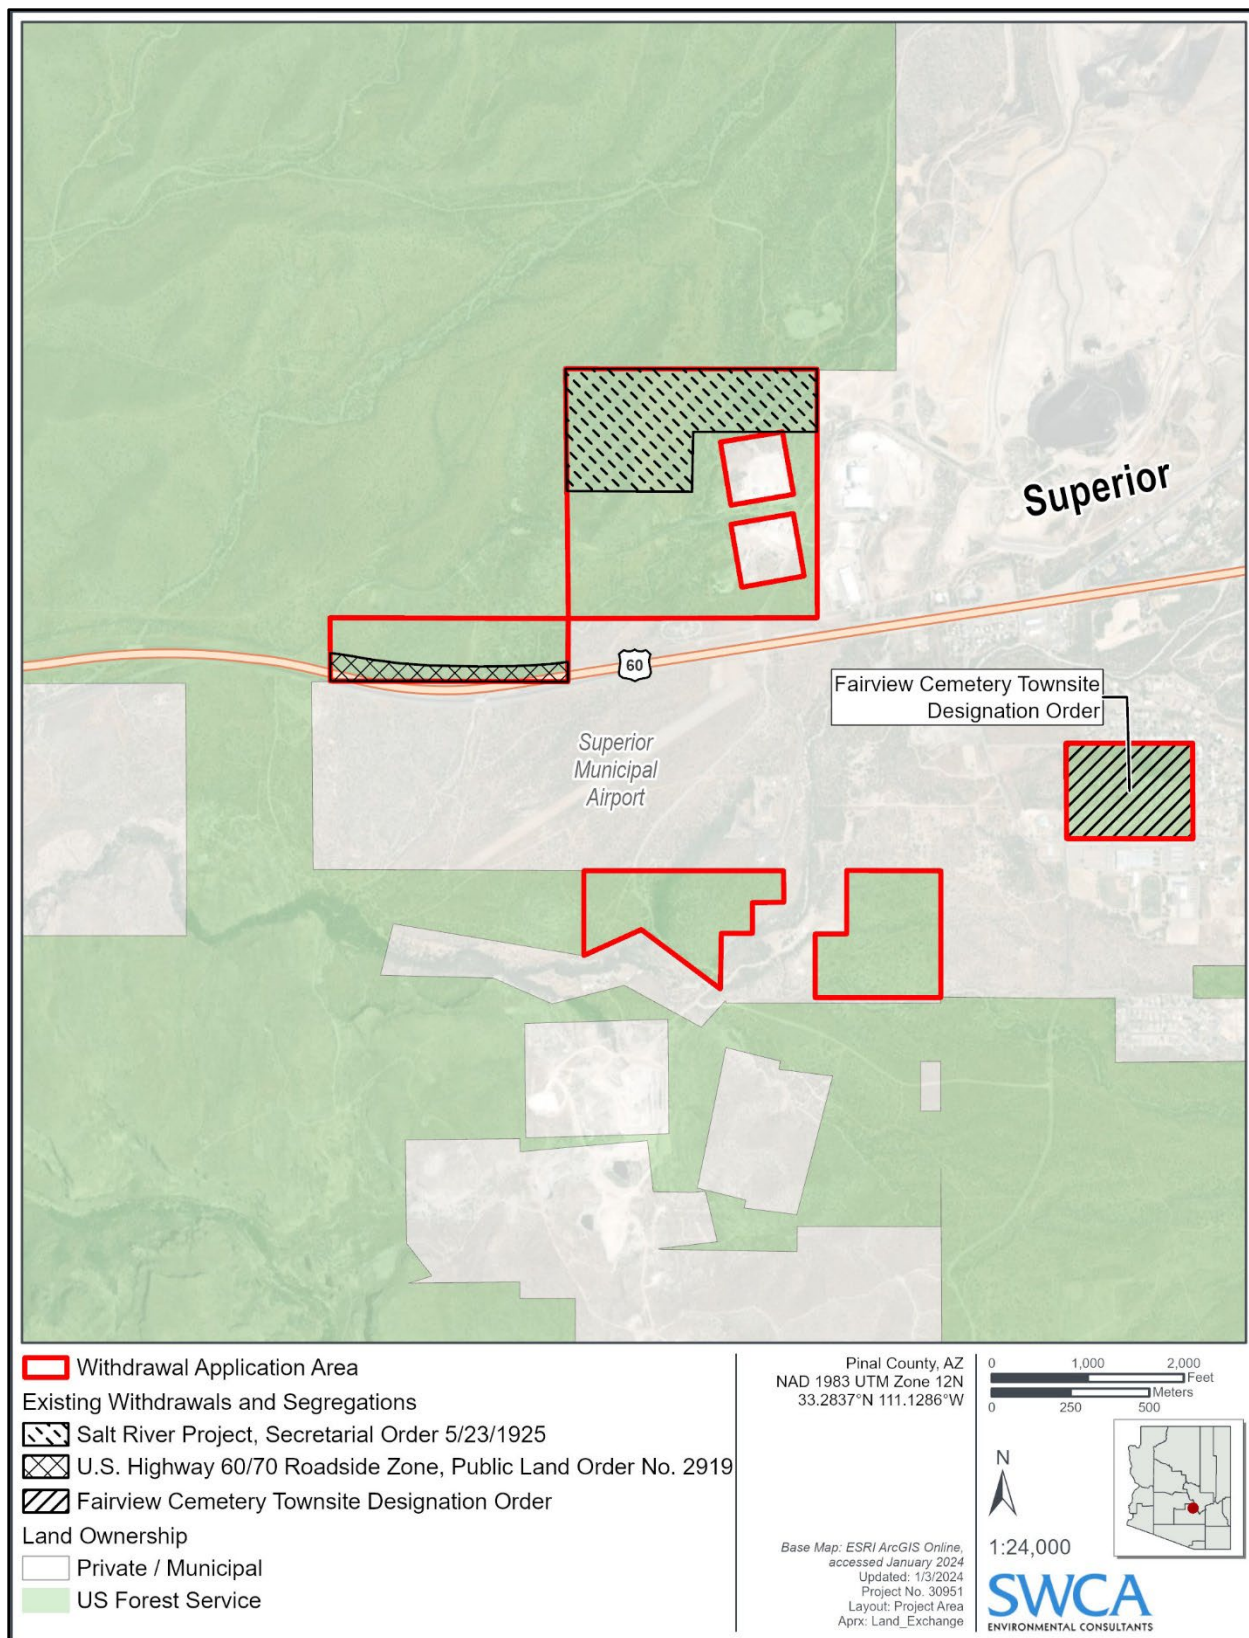 Superior
60
Fairview Cemetery Townsite
Designation Order
Superior
Municipal
Airport
Withdrawal Application Area
Existing Withdrawals and Segregations
Salt River Project, Secretarial Order 5/23/1925
U.S. Highway 60/70 Roadside Zone, Public Land Order No. 2919
Fairview Cemetery Townsite Designation Order
Land Ownership
Private / Municipal
US Forest Service
Pinal County, AZ
NAD 1983 UTM Zone 12N
33.2837°N 111.1286°W
Base Map: ESRI ArcGIS Online,
accessed January 2024
Updated: 1/3/2024
Project No. 30951
Layout: Project Area
Aprx: Land_Exchange
0 1,000 2,000
Feet
Meters
0 250 500
N
1:24,000
SWCA
ENVIRONMENTAL CONSULTANTS